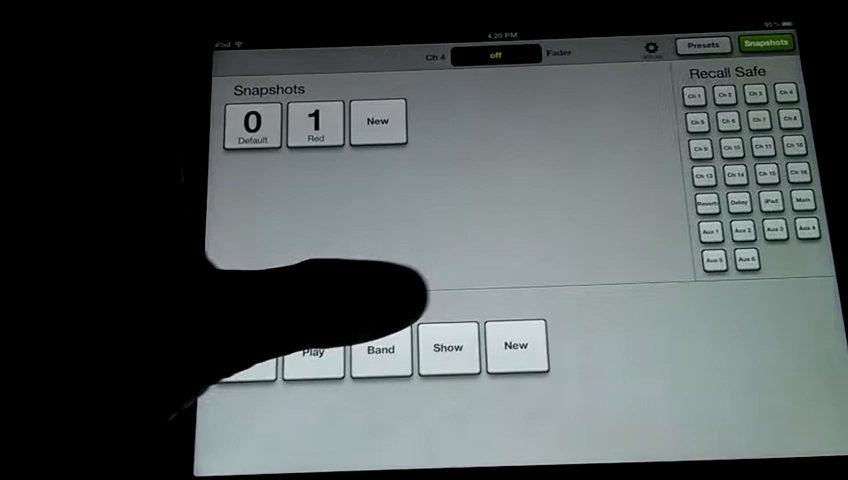 iPad
4:20 PM
Ch 4 off Fader
Presets Snapshots
Snapshots
0 Default
1 Red
New
Recall Safe
Ch 1 Ch 2 Ch 3 Ch 4
Ch 5 Ch 6 Ch 7 Ch 8
Ch 9 Ch 10 Ch 11 Ch 12
Ch 13 Ch 14 Ch 15 Ch 16
Reverb Delay iPad Main
Aux 1 Aux 2 Aux 3 Aux 4
Aux 5 Aux 6
Play Band Show New